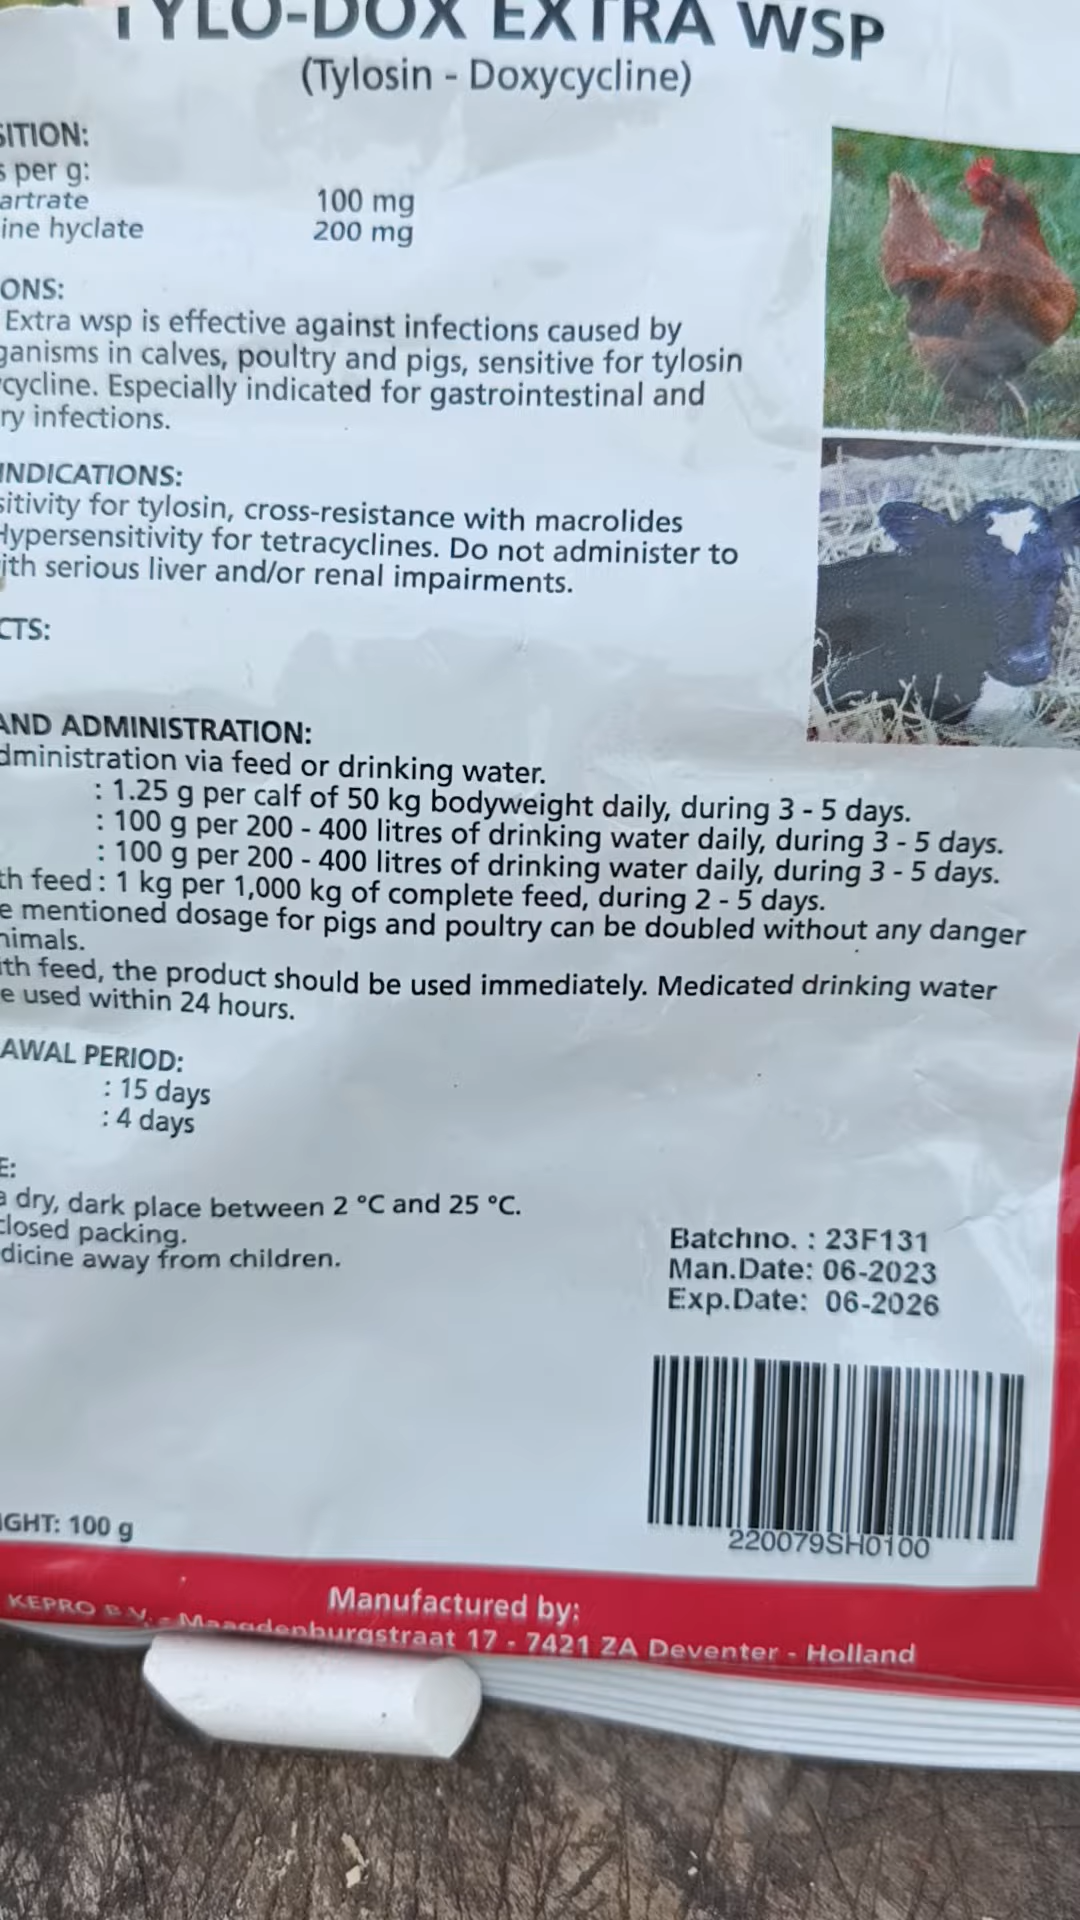 TYLO-DOX EXTRA WSP
(Tylosin - Doxycycline)
SITION:
s per g:
artrate 100 mg
ine hyclate 200 mg
ONS:
Extra wsp is effective against infections caused by
ganisms in calves, poultry and pigs, sensitive for tylosin
cycline. Especially indicated for gastrointestinal and
ry infections.
INDICATIONS:
sitivity for tylosin, cross-resistance with macrolides
Hypersensitivity for tetracyclines. Do not administer to
ith serious liver and/or renal impairments.
CTS:
AND ADMINISTRATION:
dministration via feed or drinking water.
: 1.25 g per calf of 50 kg bodyweight daily, during 3 - 5 days.
: 100 g per 200 - 400 litres of drinking water daily, during 3 - 5 days.
: 100 g per 200 - 400 litres of drinking water daily, during 3 - 5 days.
th feed : 1 kg per 1,000 kg of complete feed, during 2 - 5 days.
e mentioned dosage for pigs and poultry can be doubled without any danger
nimals.
ith feed, the product should be used immediately. Medicated drinking water
e used within 24 hours.
AWAL PERIOD:
: 15 days
: 4 days
E:
a dry, dark place between 2 °C and 25 °C.
closed packing.
dicine away from children.
Batchno. : 23F131
Man.Date: 06-2023
Exp.Date: 06-2026
220079SH0100
IGHT: 100 g
Manufactured by:
KEPRO B.V. - Maagdenburgstraat 17 - 7421 ZA Deventer - Holland